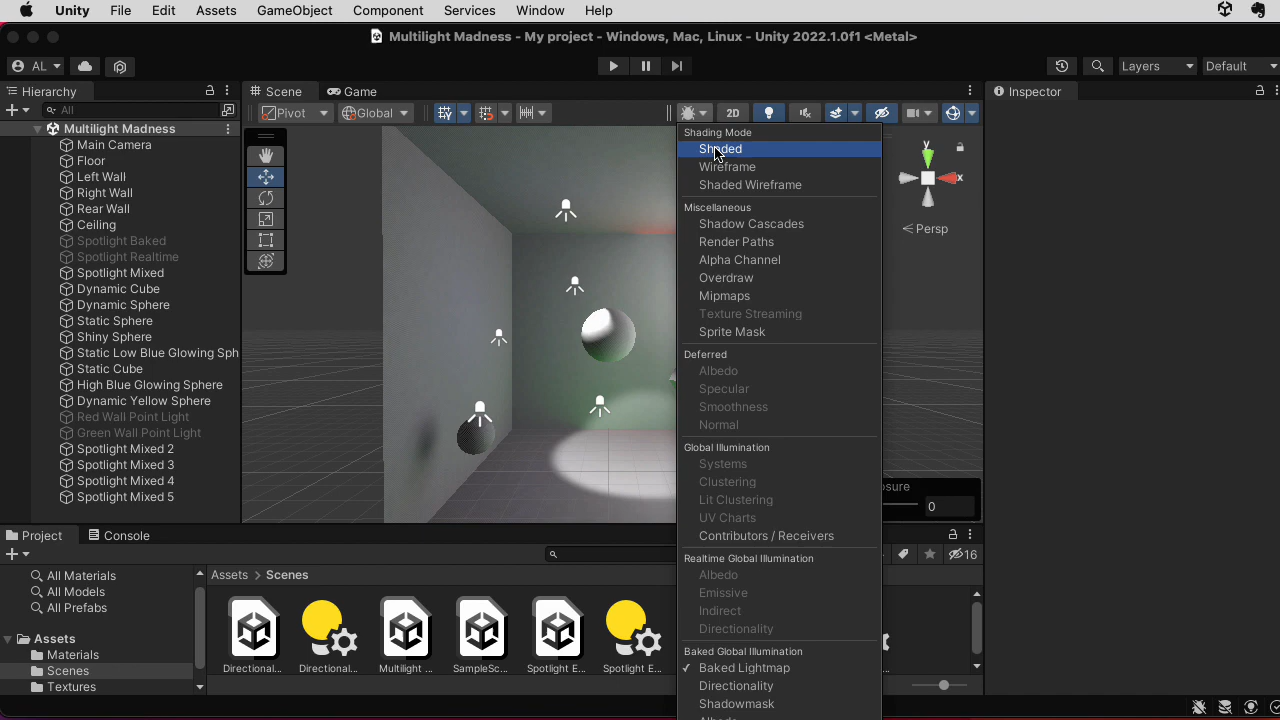 Unity File Edit Assets GameObject Component Services Window Help
Multilight Madness - My project - Windows, Mac, Linux - Unity 2022.1.0f1 <Metal>
AL Layers Default
Hierarchy
All
Multilight Madness
Main Camera
Floor
Left Wall
Right Wall
Rear Wall
Ceiling
Spotlight Baked
Spotlight Realtime
Spotlight Mixed
Dynamic Cube
Dynamic Sphere
Static Sphere
Shiny Sphere
Static Low Blue Glowing Sph
Static Cube
High Blue Glowing Sphere
Dynamic Yellow Sphere
Red Wall Point Light
Green Wall Point Light
Spotlight Mixed 2
Spotlight Mixed 3
Spotlight Mixed 4
Spotlight Mixed 5
Scene Game
Pivot Global 2D
Shading Mode
Shaded
Wireframe
Shaded Wireframe
Miscellaneous
Shadow Cascades
Render Paths
Alpha Channel
Overdraw
Mipmaps
Texture Streaming
Sprite Mask
Deferred
Albedo
Specular
Smoothness
Normal
Global Illumination
Systems
Clustering
Lit Clustering
UV Charts
Contributors / Receivers
Realtime Global Illumination
Albedo
Emissive
Indirect
Directionality
Baked Global Illumination
✓ Baked Lightmap
Directionality
Shadowmask
Albedo
y
x
< Persp
osure
0
Inspector
Project Console
16
All Materials
All Models
All Prefabs
Assets
Materials
Scenes
Textures
Assets > Scenes
Directional... Directional... Multilight ... SampleSc... Spotlight E... Spotlight E...